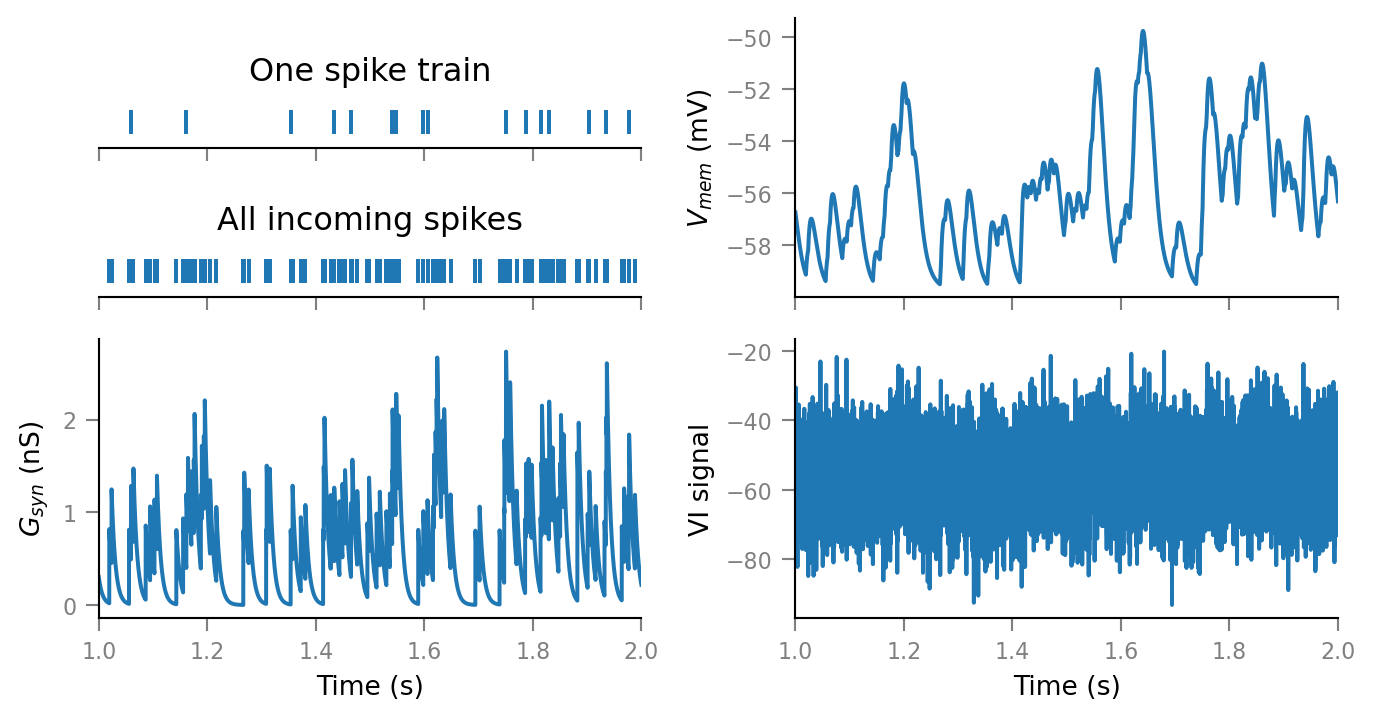 One spike train
1.0 1.2 1.4 1.6 1.8 2.0
All incoming spikes
G_syn (nS)
2
1
0
1.0 1.2 1.4 1.6 1.8 2.0
Time (s)
V_mem (mV)
−50
−52
−54
−56
−58
VI signal
−20
−40
−60
−80
1.0 1.2 1.4 1.6 1.8 2.0
Time (s)